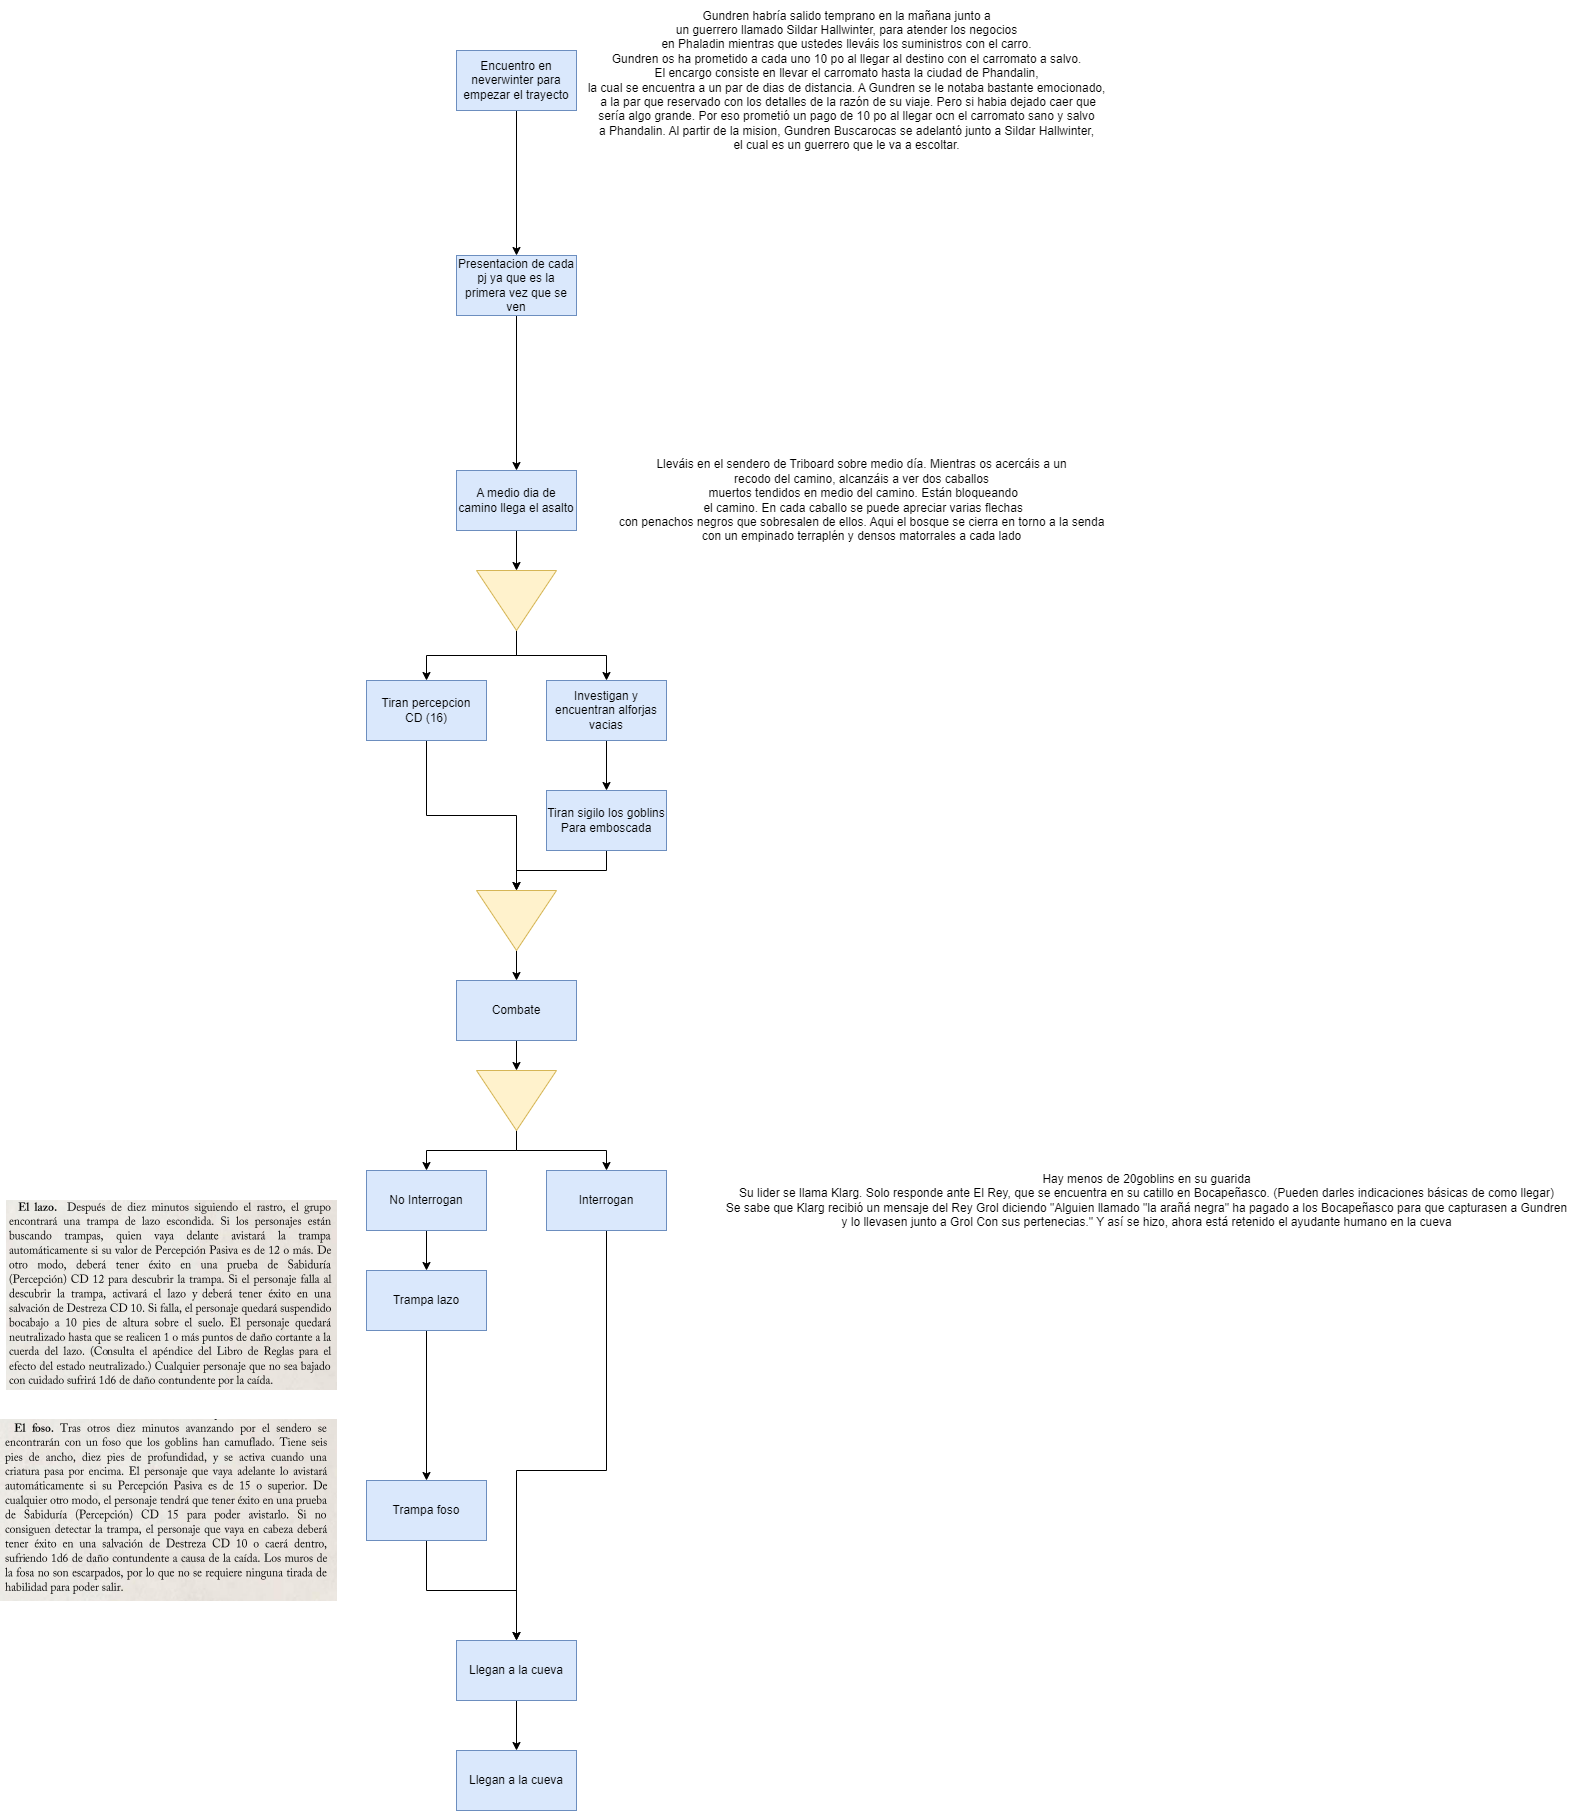 Gundren habría salido temprano en la mañana junto a
un guerrero llamado Sildar Hallwinter, para atender los negocios
en Phaladin mientras que ustedes lleváis los suministros con el carro.
Gundren os ha prometido a cada uno 10 po al llegar al destino con el carromato a salvo.
El encargo consiste en llevar el carromato hasta la ciudad de Phandalin,
la cual se encuentra a un par de dias de distancia. A Gundren se le notaba bastante emocionado,
a la par que reservado con los detalles de la razón de su viaje. Pero si habia dejado caer que
sería algo grande. Por eso prometió un pago de 10 po al llegar ocn el carromato sano y salvo
a Phandalin. Al partir de la mision, Gundren Buscarocas se adelantó junto a Sildar Hallwinter,
el cual es un guerrero que le va a escoltar.
Encuentro en
neverwinter para
empezar el trayecto
Presentacion de cada
pj ya que es la
primera vez que se
ven
Lleváis en el sendero de Triboard sobre medio día. Mientras os acercáis a un
recodo del camino, alcanzáis a ver dos caballos
muertos tendidos en medio del camino. Están bloqueando
el camino. En cada caballo se puede apreciar varias flechas
con penachos negros que sobresalen de ellos. Aqui el bosque se cierra en torno a la senda
con un empinado terraplén y densos matorrales a cada lado
A medio dia de
camino llega el asalto
Tiran percepcion
CD (16)
Investigan y
encuentran alforjas
vacias
Tiran sigilo los goblins
Para emboscada
Combate
No Interrogan
Interrogan
Hay menos de 20goblins en su guarida
Su lider se llama Klarg. Solo responde ante El Rey, que se encuentra en su catillo en Bocapeñasco. (Pueden darles indicaciones básicas de como llegar)
Se sabe que Klarg recibió un mensaje del Rey Grol diciendo "Alguien llamado "la arañá negra" ha pagado a los Bocapeñasco para que capturasen a Gundren
y lo llevasen junto a Grol Con sus pertenecias." Y así se hizo, ahora está retenido el ayudante humano en la cueva
El lazo. Después de diez minutos siguiendo el rastro, el grupo
encontrará una trampa de lazo escondida. Si los personajes están
buscando trampas, quien vaya delante avistará la trampa
automáticamente si su valor de Percepción Pasiva es de 12 o más. De
otro modo, deberá tener éxito en una prueba de Sabiduría
(Percepción) CD 12 para descubrir la trampa. Si el personaje falla al
descubrir la trampa, activará el lazo y deberá tener éxito en una
salvación de Destreza CD 10. Si falla, el personaje quedará suspendido
bocabajo a 10 pies de altura sobre el suelo. El personaje quedará
neutralizado hasta que se realicen 1 o más puntos de daño cortante a la
cuerda del lazo. (Consulta el apéndice del Libro de Reglas para el
efecto del estado neutralizado.) Cualquier personaje que no sea bajado
con cuidado sufrirá 1d6 de daño contundente por la caída.
Trampa lazo
El foso. Tras otros diez minutos avanzando por el sendero se
encontrarán con un foso que los goblins han camuflado. Tiene seis
pies de ancho, diez pies de profundidad, y se activa cuando una
criatura pasa por encima. El personaje que vaya adelante lo avistará
automáticamente si su Percepción Pasiva es de 15 o superior. De
cualquier otro modo, el personaje tendrá que tener éxito en una prueba
de Sabiduría (Percepción) CD 15 para poder avistarlo. Si no
consiguen detectar la trampa, el personaje que vaya en cabeza deberá
tener éxito en una salvación de Destreza CD 10 o caerá dentro,
sufriendo 1d6 de daño contundente a causa de la caída. Los muros de
la fosa no son escarpados, por lo que no se requiere ninguna tirada de
habilidad para poder salir.
Trampa foso
Llegan a la cueva
Llegan a la cueva